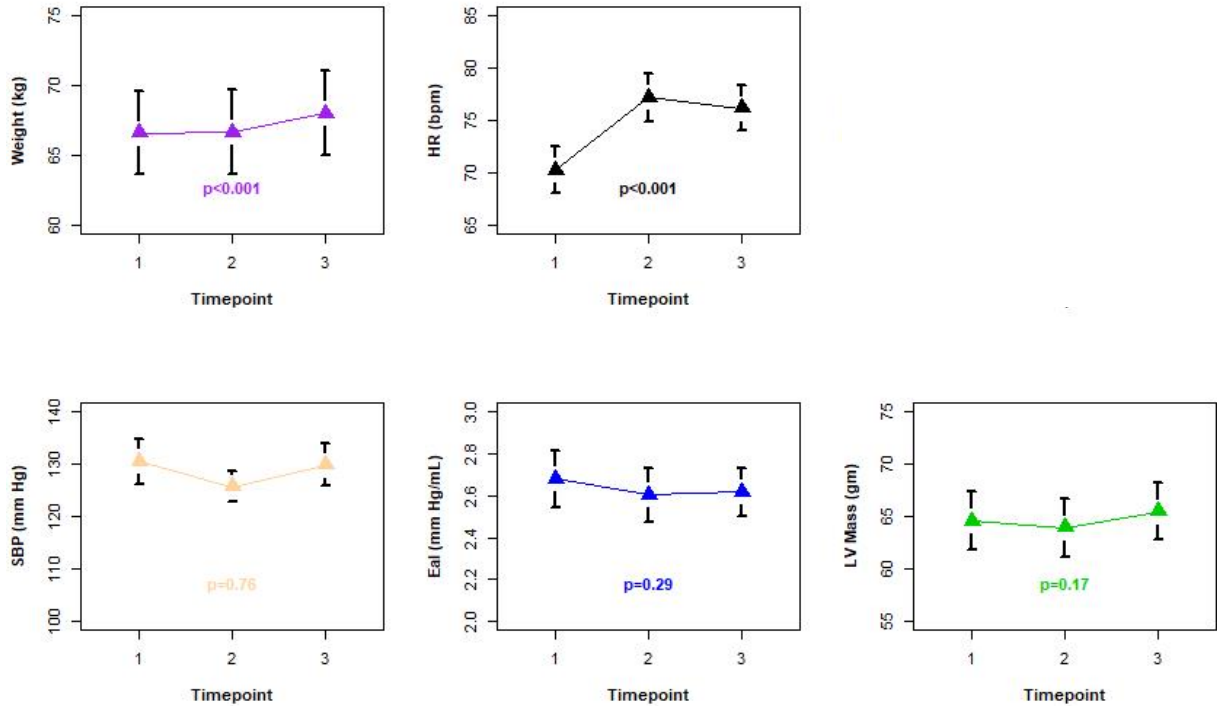 Weight (kg)
75
70
65
60
p<0.001
1 2 3
Timepoint
HR (bpm)
85
80
75
70
65
p<0.001
1 2 3
Timepoint
SBP (mm Hg)
140
130
120
110
100
p=0.76
1 2 3
Timepoint
EaI (mm Hg/mL)
3.0
2.8
2.6
2.4
2.2
2.0
p=0.29
1 2 3
Timepoint
LV Mass (gm)
75
70
65
60
55
p=0.17
1 2 3
Timepoint